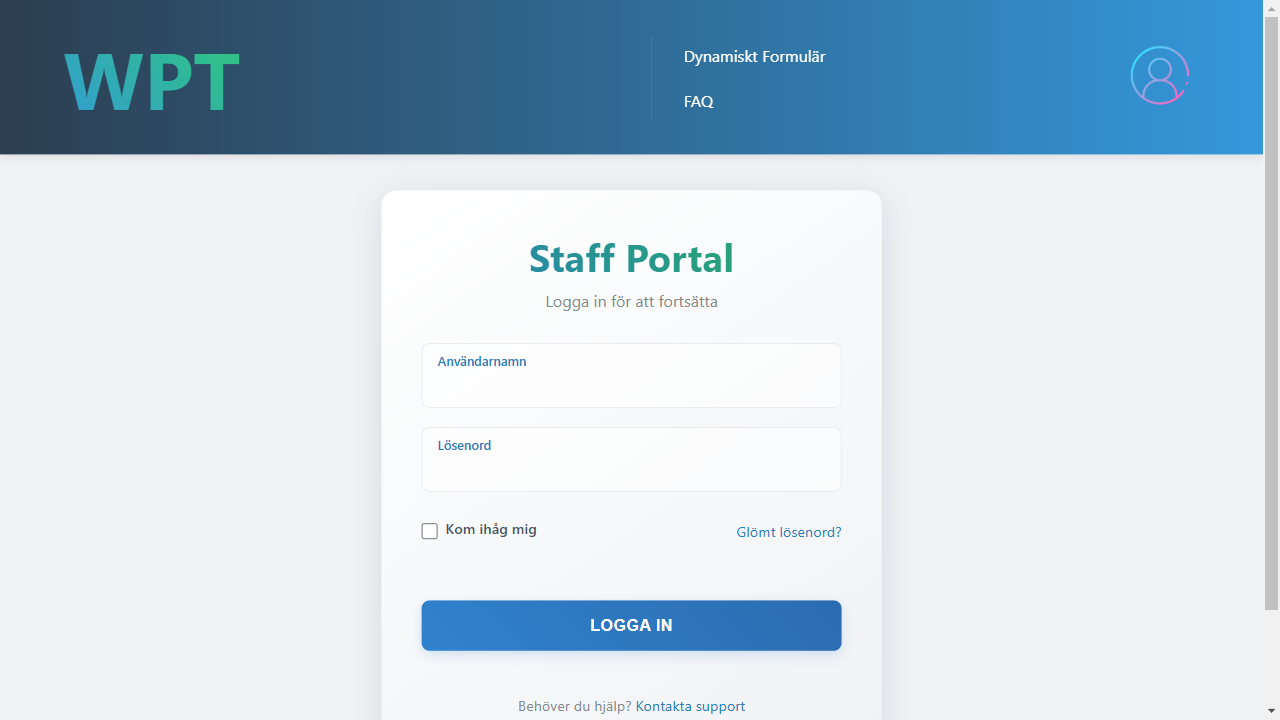 WPT
Dynamiskt Formulär
FAQ
Staff Portal
Logga in för att fortsätta
Användarnamn
Lösenord
Kom ihåg mig
Glömt lösenord?
LOGGA IN
Behöver du hjälp? Kontakta support